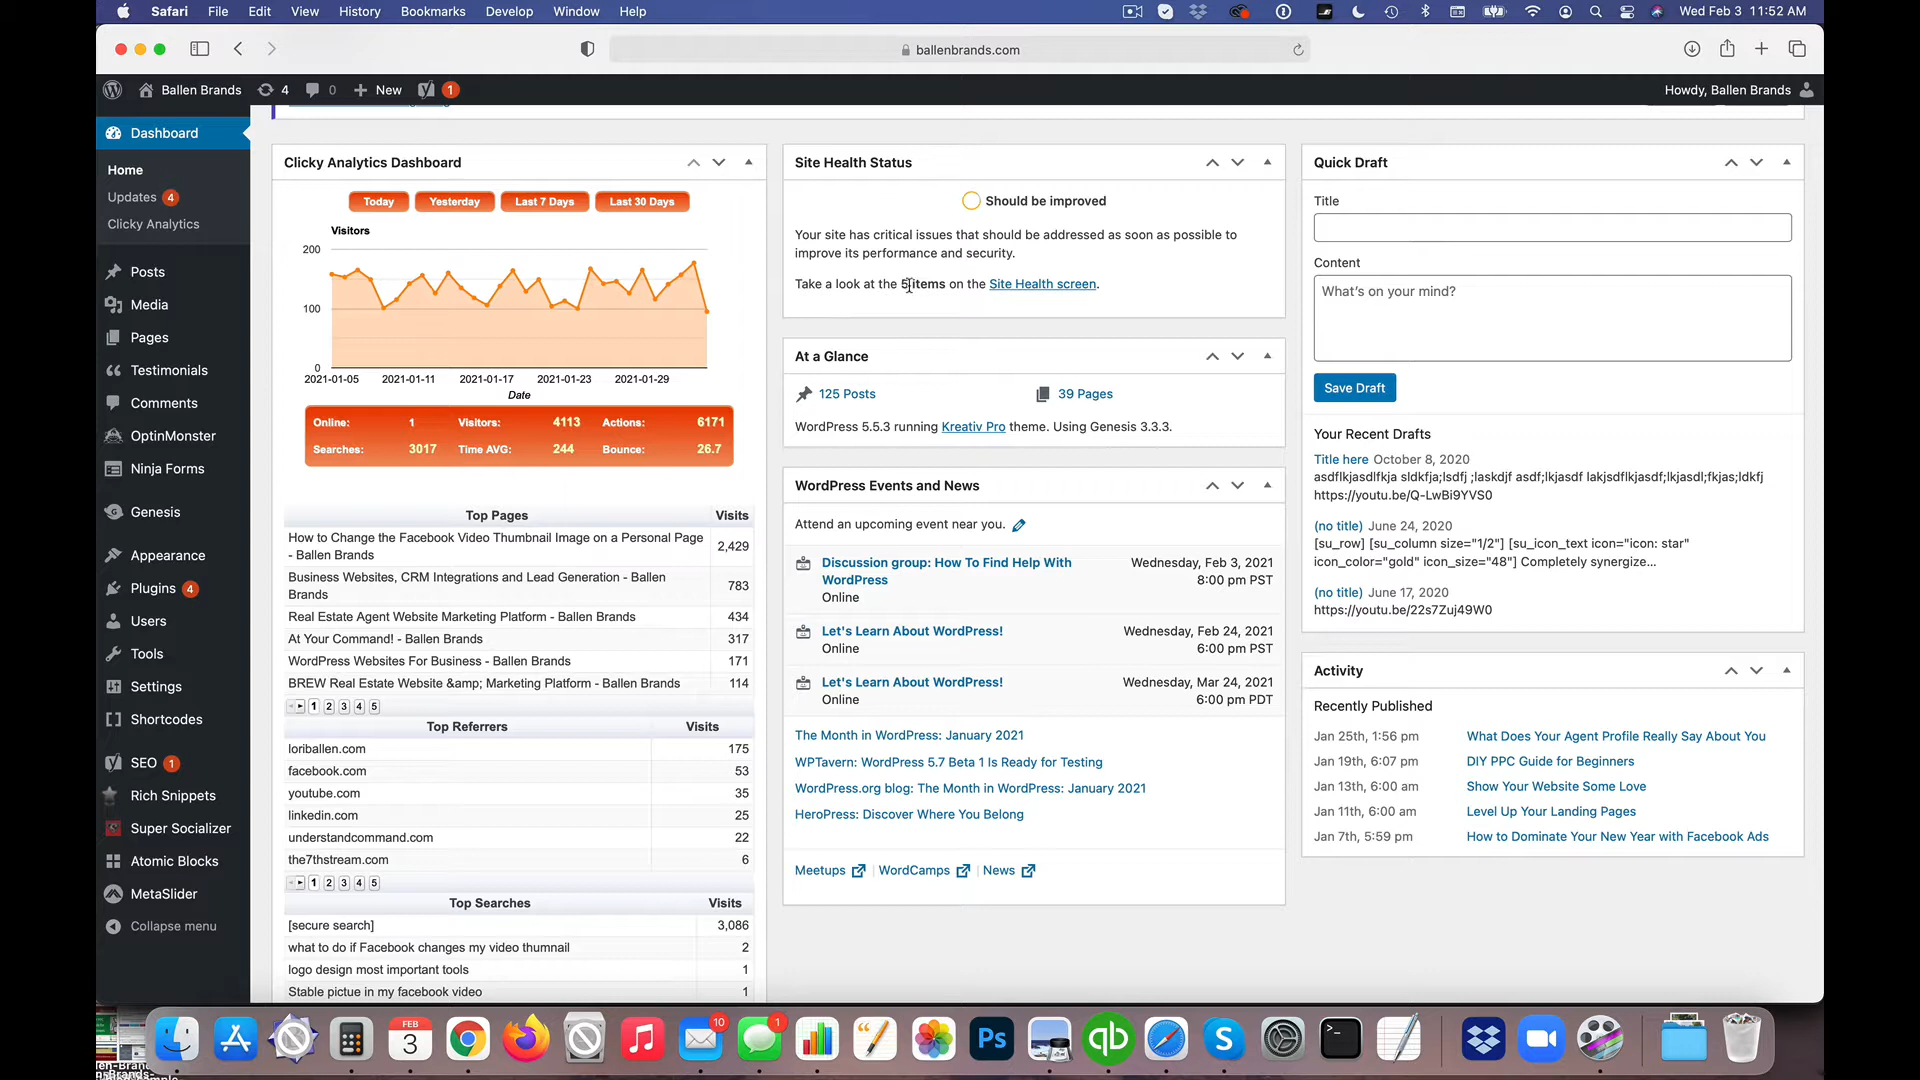 Safari File Edit View History Bookmarks Develop Window Help Wed Feb 3 11:52 AM
ballenbrands.com
Ballen Brands 4 0 New 1 Howdy, Ballen Brands
Dashboard
Home
Updates 4
Clicky Analytics
Posts
Media
Pages
Testimonials
Comments
OptinMonster
Ninja Forms
Genesis
Appearance
Plugins 4
Users
Tools
Settings
Shortcodes
SEO 1
Rich Snippets
Super Socializer
Atomic Blocks
MetaSlider
Collapse menu
Clicky Analytics Dashboard
Today Yesterday Last 7 Days Last 30 Days
Visitors
200
100
0
2021-01-05 2021-01-11 2021-01-17 2021-01-23 2021-01-29
Date
Online: 1 Visitors: 4113 Actions: 6171
Searches: 3017 Time AVG: 244 Bounce: 26.7
Top Pages Visits
How to Change the Facebook Video Thumbnail Image on a Personal Page
- Ballen Brands 2,429
Business Websites, CRM Integrations and Lead Generation - Ballen
Brands 783
Real Estate Agent Website Marketing Platform - Ballen Brands 434
At Your Command! - Ballen Brands 317
WordPress Websites For Business - Ballen Brands 171
BREW Real Estate Website &amp; Marketing Platform - Ballen Brands 114
1 2 3 4 5
Top Referrers Visits
loriballen.com 175
facebook.com 53
youtube.com 35
linkedin.com 25
understandcommand.com 22
the7thstream.com 6
1 2 3 4 5
Top Searches Visits
[secure search] 3,086
what to do if Facebook changes my video thumnail 2
logo design most important tools 1
Stable pictue in my facebook video 1
Site Health Status
Should be improved
Your site has critical issues that should be addressed as soon as possible to
improve its performance and security.
Take a look at the 5 items on the Site Health screen.
At a Glance
125 Posts 39 Pages
WordPress 5.5.3 running Kreativ Pro theme. Using Genesis 3.3.3.
WordPress Events and News
Attend an upcoming event near you.
Discussion group: How To Find Help With Wednesday, Feb 3, 2021
WordPress 8:00 pm PST
Online
Let's Learn About WordPress! Wednesday, Feb 24, 2021
Online 6:00 pm PST
Let's Learn About WordPress! Wednesday, Mar 24, 2021
Online 6:00 pm PDT
The Month in WordPress: January 2021
WPTavern: WordPress 5.7 Beta 1 Is Ready for Testing
WordPress.org blog: The Month in WordPress: January 2021
HeroPress: Discover Where You Belong
Meetups WordCamps News
Quick Draft
Title
Content
What's on your mind?
Save Draft
Your Recent Drafts
Title here October 8, 2020
asdflkjasdlfkja sldkfja;lsdfj ;laskdjf asdf;lkjasdf lakjsdflkjasdf;lkjasdl;fkjas;ldkfj
https://youtu.be/Q-LwBi9YVS0
(no title) June 24, 2020
[su_row] [su_column size="1/2"] [su_icon_text icon="icon: star"
icon_color="gold" icon_size="48"] Completely synergize…
(no title) June 17, 2020
https://youtu.be/22s7Zuj49W0
Activity
Recently Published
Jan 25th, 1:56 pm What Does Your Agent Profile Really Say About You
Jan 19th, 6:07 pm DIY PPC Guide for Beginners
Jan 13th, 6:00 am Show Your Website Some Love
Jan 11th, 6:00 am Level Up Your Landing Pages
Jan 7th, 5:59 pm How to Dominate Your New Year with Facebook Ads
FEB
3
10
1
Ps
qb